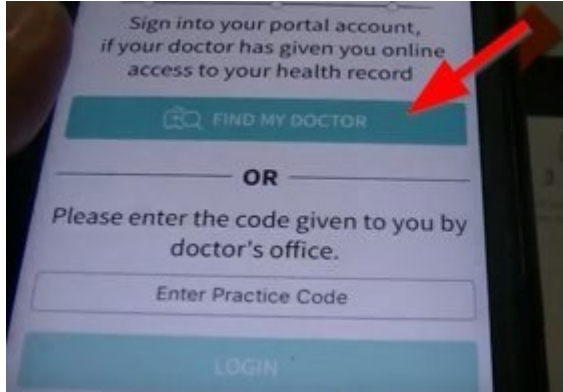 Sign into your portal account,
if your doctor has given you online
access to your health record
FIND MY DOCTOR
OR
Please enter the code given to you by
doctor's office.
Enter Practice Code
LOGIN